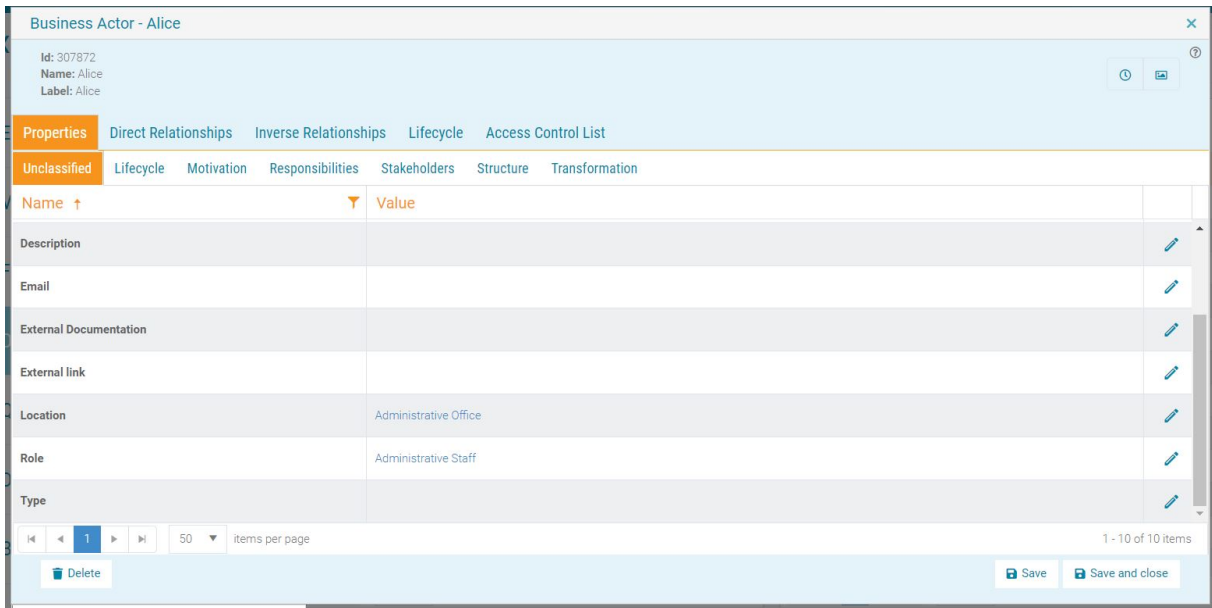 Business Actor - Alice
Id: 307872
Name: Alice
Label: Alice
Properties Direct Relationships Inverse Relationships Lifecycle Access Control List
Unclassified Lifecycle Motivation Responsibilities Stakeholders Structure Transformation
Name ↑ Value
Description
Email
External Documentation
External link
Location Administrative Office
Role Administrative Staff
Type
1 50 items per page 1 - 10 of 10 items
Delete Save Save and close